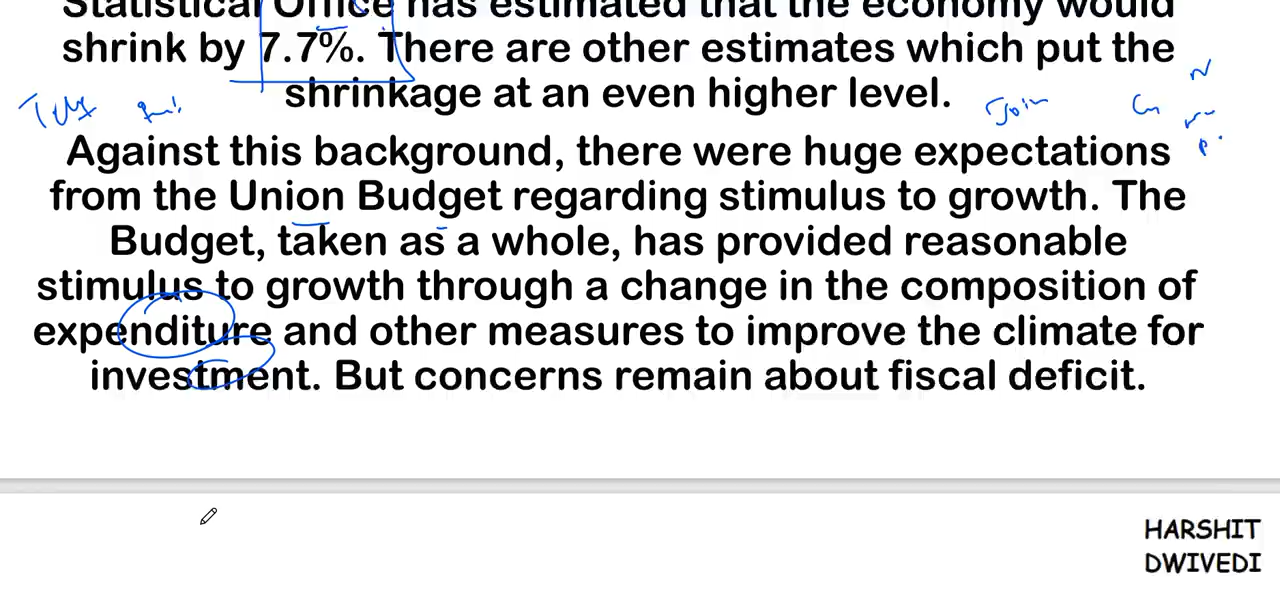 Statistical Office has estimated that the economy would
shrink by 7.7%. There are other estimates which put the
shrinkage at an even higher level.
Join
Against this background, there were huge expectations
from the Union Budget regarding stimulus to growth. The
Budget, taken as a whole, has provided reasonable
stimulus to growth through a change in the composition of
expenditure and other measures to improve the climate for
investment. But concerns remain about fiscal deficit.
HARSHIT
DWIVEDI